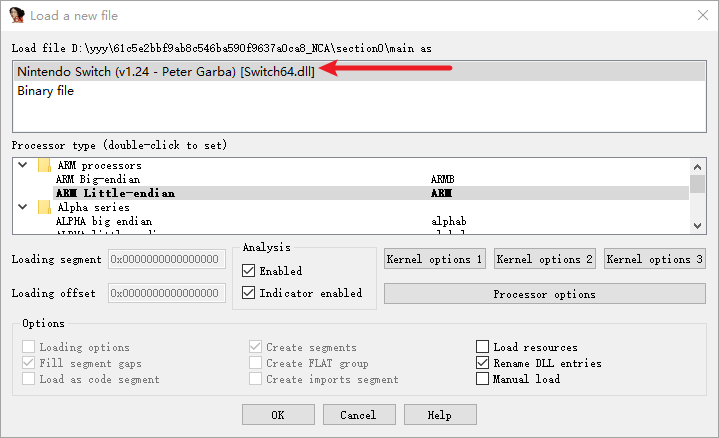 Load a new file
Load file D:\yyy\61c5e2bbf9ab8c546ba590f9637a0ca8_NCA\section0\main as
Nintendo Switch (v1.24 - Peter Garba) [Switch64.dll]
Binary file
Processor type (double-click to set)
ARM processors
ARM Big-endian ARMB
ARM Little-endian ARM
Alpha series
ALPHA big endian alphab
Loading segment 0x0000000000000000
Loading offset 0x0000000000000000
Analysis
Enabled
Indicator enabled
Kernel options 1 Kernel options 2 Kernel options 3
Processor options
Options
Loading options Create segments Load resources
Fill segment gaps Create FLAT group Rename DLL entries
Load as code segment Create imports segment Manual load
OK Cancel Help